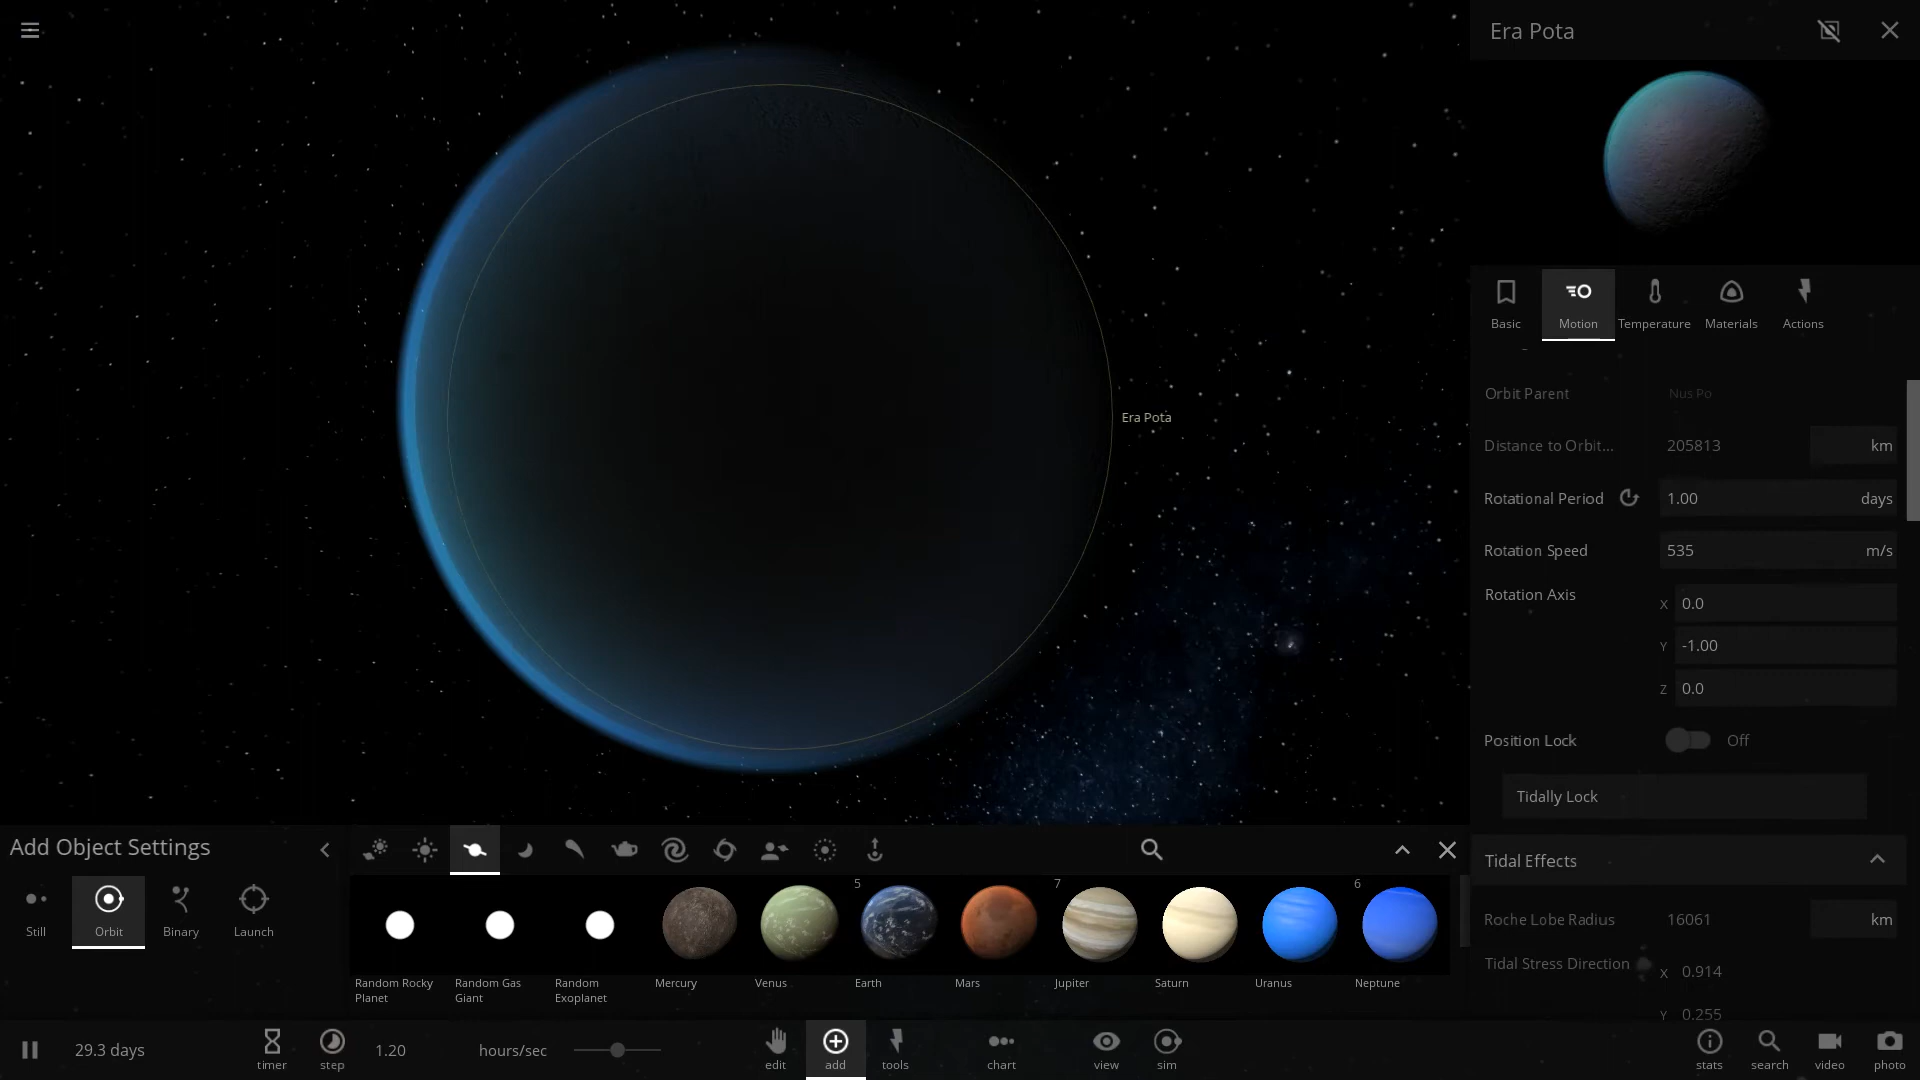 Era Pota
Era Pota
Basic
Motion
Temperature
Materials
Actions
Orbit Parent
Nus Po
Distance to Orbit...
205813
km
Rotational Period
1.00
days
Rotation Speed
535
m/s
Rotation Axis
X
0.0
Y
-1.00
Z
0.0
Position Lock
Off
Tidally Lock
Tidal Effects
Roche Lobe Radius
16061
km
Tidal Stress Direction
X
0.914
Y
0.255
Add Object Settings
Still
Orbit
Binary
Launch
5
7
6
Random Rocky
Planet
Random Gas
Giant
Random
Exoplanet
Mercury
Venus
Earth
Mars
Jupiter
Saturn
Uranus
Neptune
29.3 days
timer
step
1.20
hours/sec
edit
add
tools
chart
view
sim
stats
search
video
photo